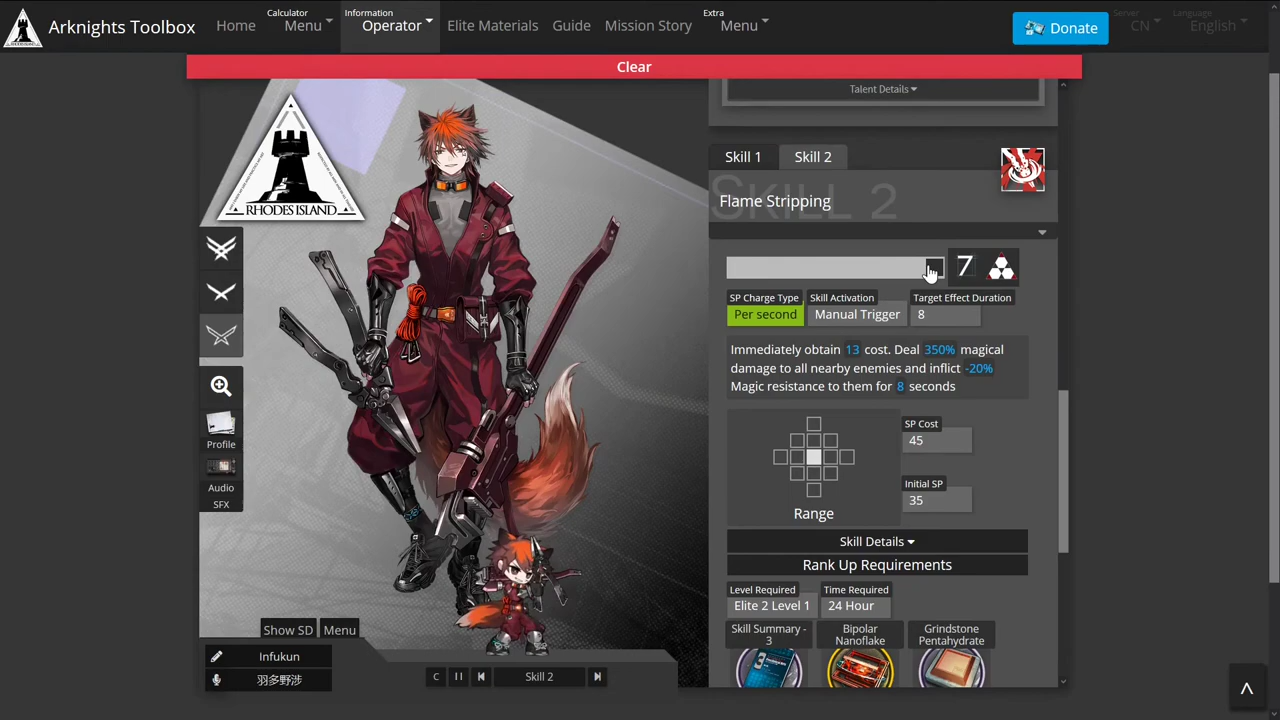 Arknights Toolbox
Home
Calculator
Menu
Information
Operator
Elite Materials
Guide
Mission Story
Extra
Menu
Donate
Server
CN
Language
English
Clear
RHODES ISLAND
Profile
Audio
SFX
Show SD
Menu
Infukun
羽多野渉
C
Skill 2
Talent Details
Skill 1
Skill 2
SKILL 2
Flame Stripping
7
SP Charge Type
Per second
Skill Activation
Manual Trigger
Target Effect Duration
8
Immediately obtain 13 cost. Deal 350% magical
damage to all nearby enemies and inflict -20%
Magic resistance to them for 8 seconds
Range
SP Cost
45
Initial SP
35
Skill Details
Rank Up Requirements
Level Required
Elite 2 Level 1
Time Required
24 Hour
Skill Summary -
3
Bipolar
Nanoflake
Grindstone
Pentahydrate